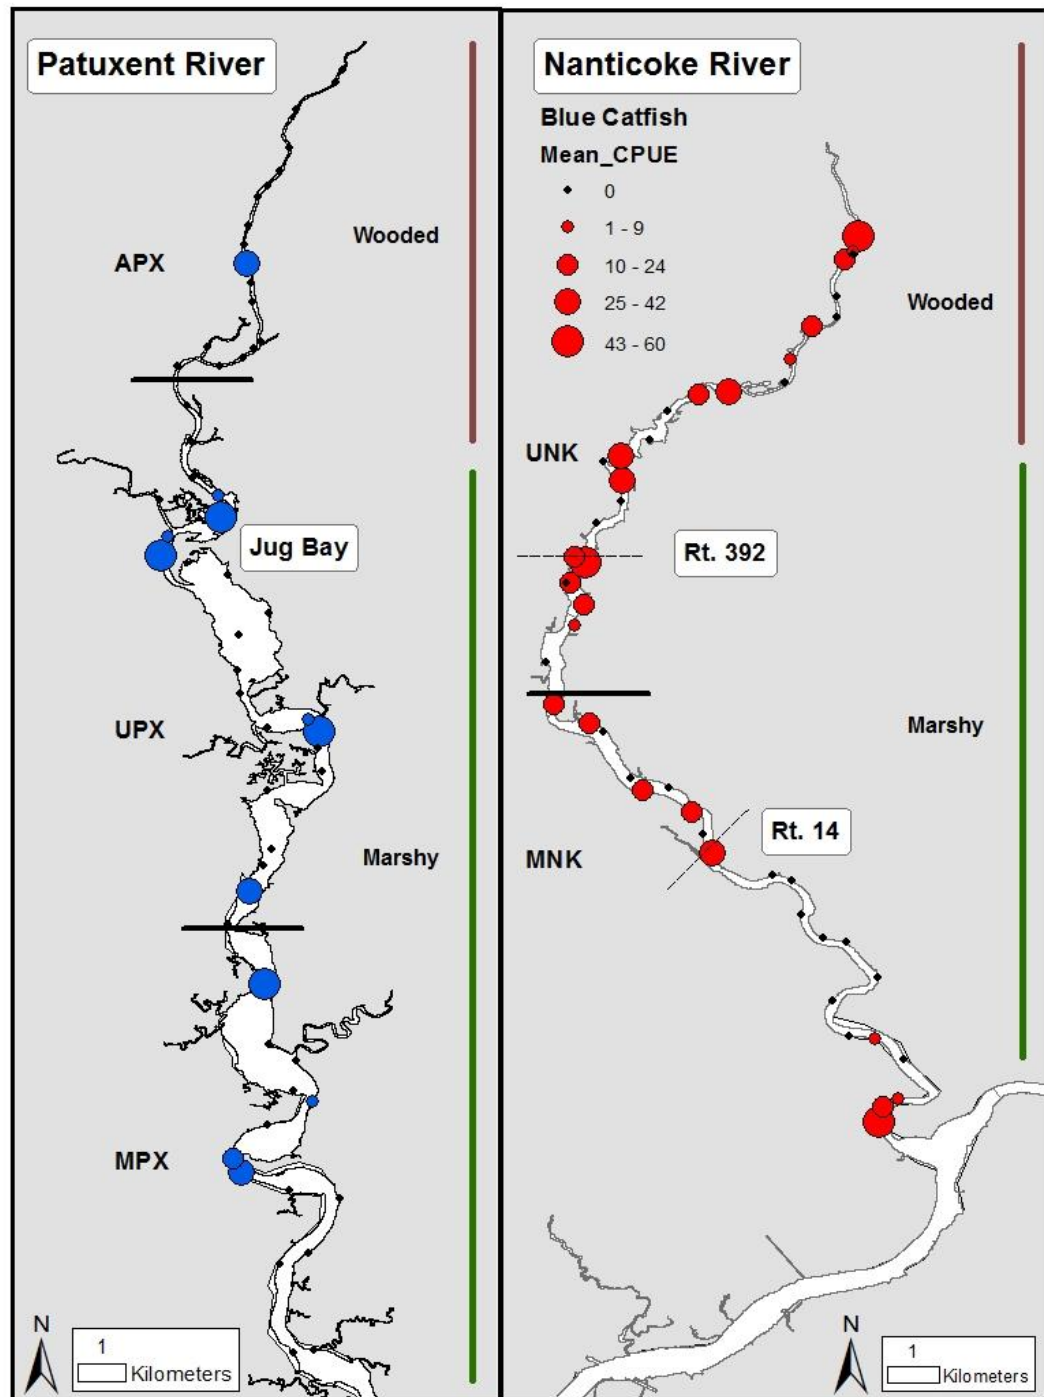 Patuxent River
Wooded
APX
Jug Bay
UPX
Marshy
MPX
N
1
Kilometers
Nanticoke River
Blue Catfish
Mean_CPUE
0
1 - 9
10 - 24
25 - 42
43 - 60
Wooded
UNK
Rt. 392
Marshy
Rt. 14
MNK
N
1
Kilometers